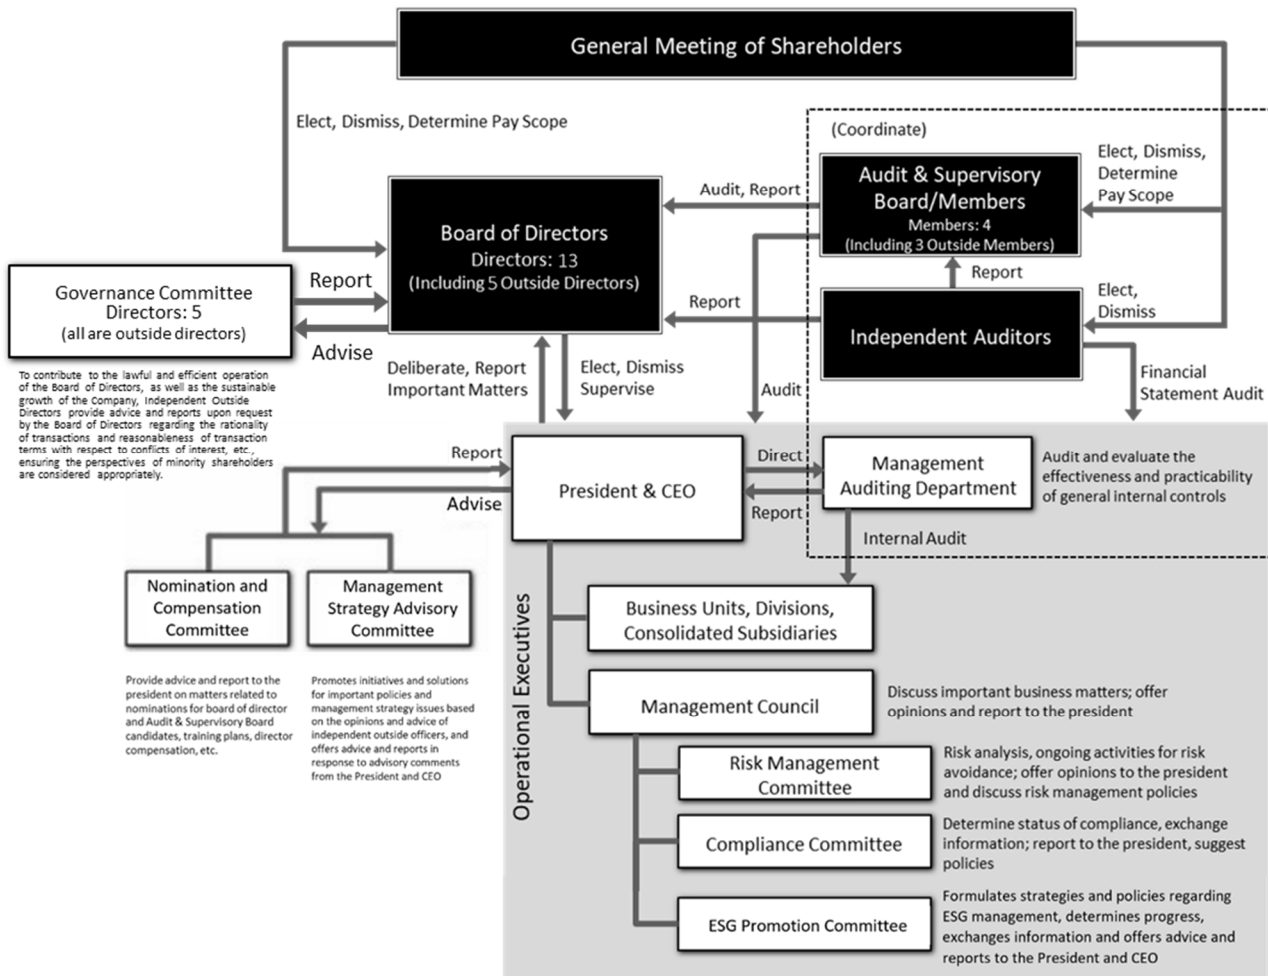 General Meeting of Shareholders
Elect, Dismiss, Determine Pay Scope
(Coordinate)
Elect, Dismiss,
Determine
Pay Scope
Audit & Supervisory
Board/Members
Members: 4
(Including 3 Outside Members)
Audit, Report
Board of Directors
Directors: 13
(Including 5 Outside Directors)
Report
Governance Committee
Directors: 5
(all are outside directors)
Report
Advise
Report
Elect,
Dismiss
Independent Auditors
To contribute to the lawful and efficient operation
of the Board of Directors, as well as the sustainable
growth of the Company, Independent Outside
Directors provide advice and reports upon request
by the Board of Directors regarding the rationality
of transactions and reasonableness of transaction
terms with respect to conflicts of interest, etc.,
ensuring the perspectives of minority shareholders
are considered appropriately.
Deliberate, Report
Important Matters
Elect, Dismiss
Supervise
Audit
Financial
Statement Audit
Report
Advise
President & CEO
Direct
Report
Management
Auditing Department
Audit and evaluate the
effectiveness and practicability
of general internal controls
Internal Audit
Nomination and
Compensation
Committee
Management
Strategy Advisory
Committee
Provide advice and report to the
president on matters related to
nominations for board of director
and Audit & Supervisory Board
candidates, training plans, director
compensation, etc.
Promotes initiatives and solutions
for important policies and
management strategy issues based
on the opinions and advice of
independent outside officers, and
offers advice and reports in
response to advisory comments
from the President and CEO
Operational Executives
Business Units, Divisions,
Consolidated Subsidiaries
Management Council
Discuss important business matters; offer
opinions and report to the president
Risk Management
Committee
Risk analysis, ongoing activities for risk
avoidance; offer opinions to the president
and discuss risk management policies
Compliance Committee
Determine status of compliance, exchange
information; report to the president, suggest
policies
ESG Promotion Committee
Formulates strategies and policies regarding
ESG management, determines progress,
exchanges information and offers advice and
reports to the President and CEO